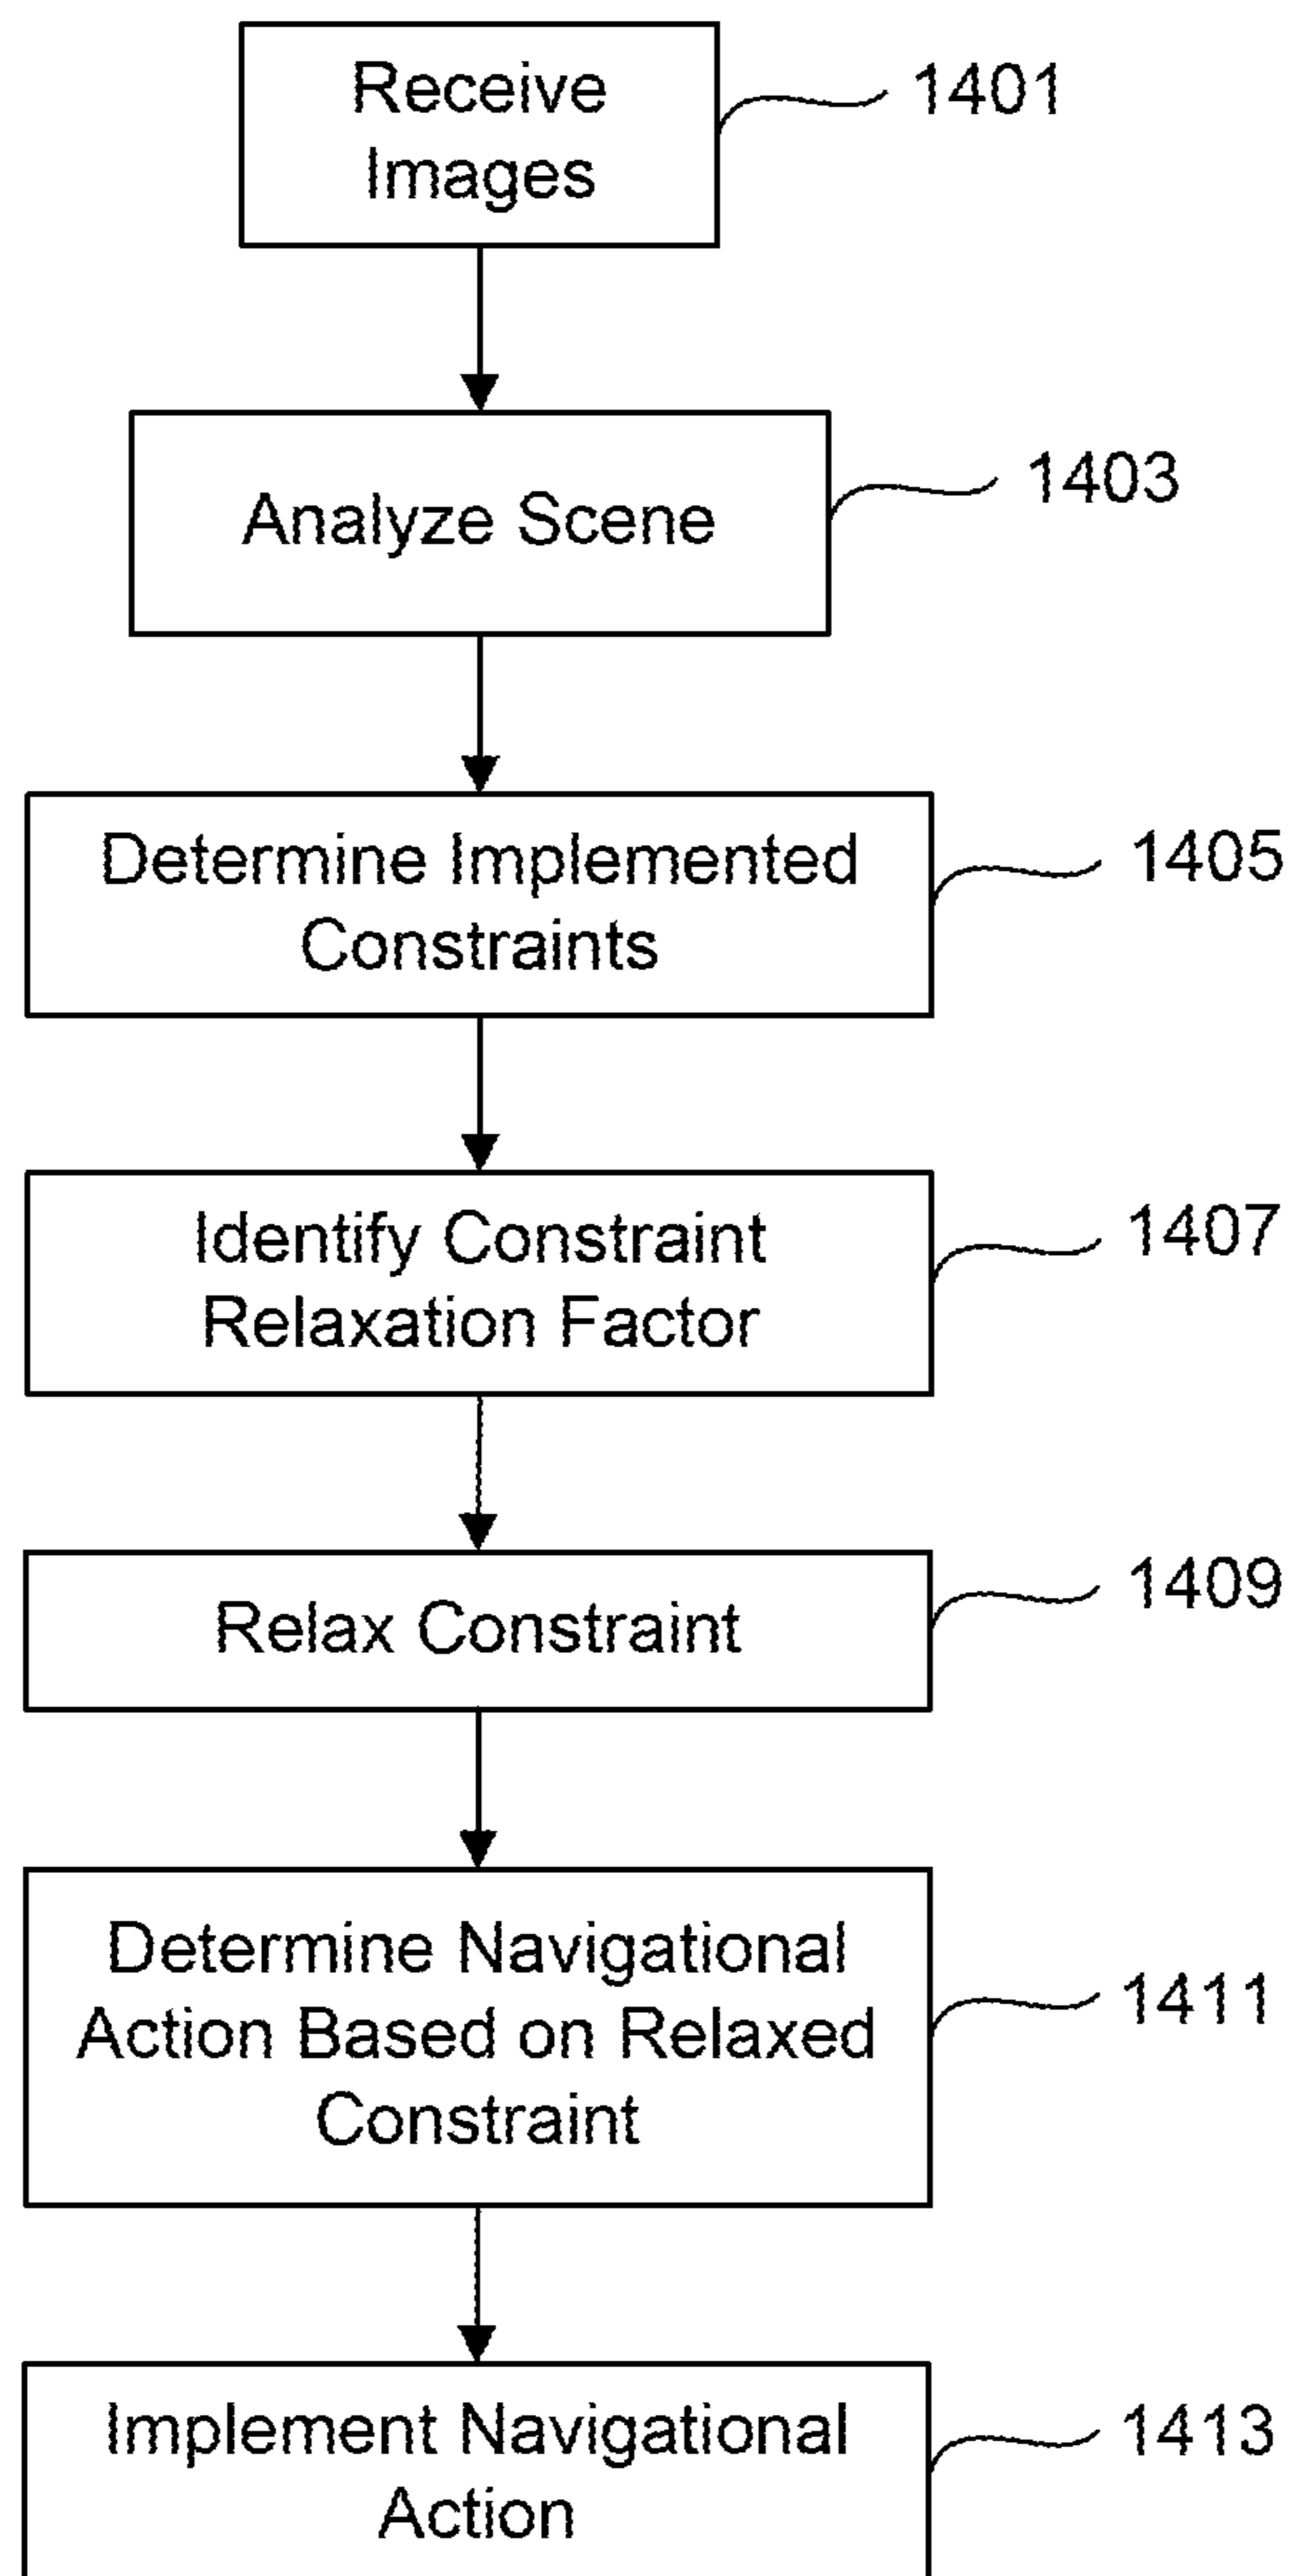 Receive
Images
1401
Analyze Scene
1403
Determine Implemented
Constraints
1405
Identify Constraint
Relaxation Factor
1407
Relax Constraint
1409
Determine Navigational
Action Based on Relaxed
Constraint
1411
Implement Navigational
Action
1413